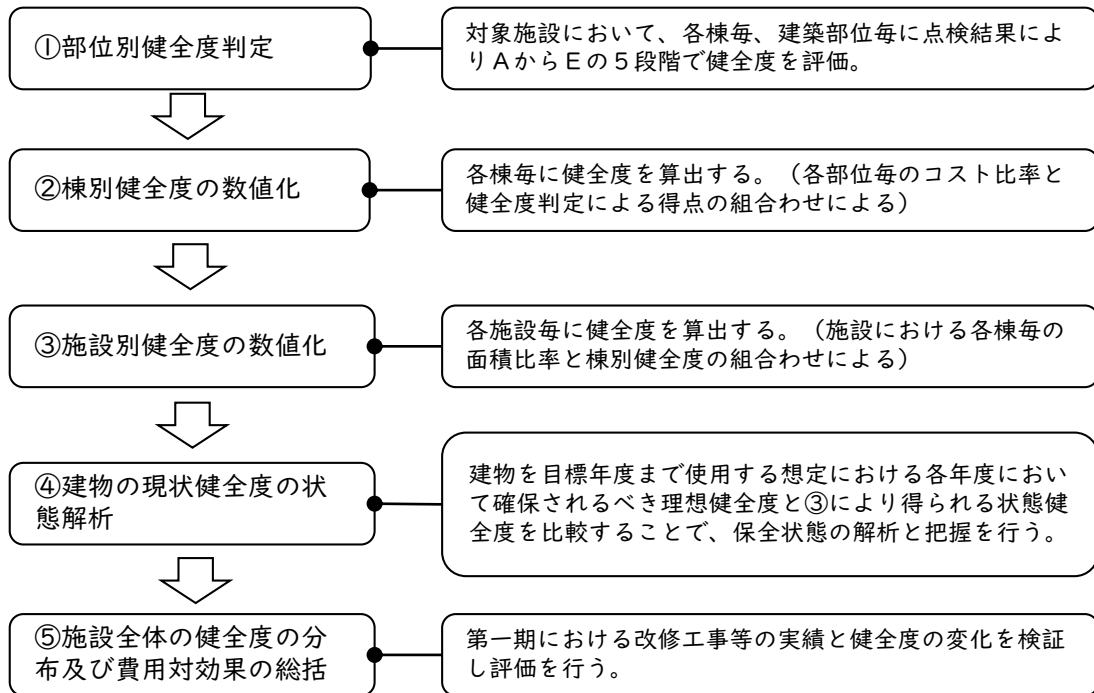 ①部位別健全度判定
対象施設において、各棟毎、建築部位毎に点検結果によ
りＡからＥの５段階で健全度を評価。
②棟別健全度の数値化
各棟毎に健全度を算出する。（各部位毎のコスト比率と
健全度判定による得点の組合わせによる）
③施設別健全度の数値化
各施設毎に健全度を算出する。（施設における各棟毎の
面積比率と棟別健全度の組合わせによる）
④建物の現状健全度の状
態解析
建物を目標年度まで使用する想定における各年度におい
て確保されるべき理想健全度と③により得られる状態健
全度を比較することで、保全状態の解析と把握を行う。
⑤施設全体の健全度の分
布及び費用対効果の総括
第一期における改修工事等の実績と健全度の変化を検証
し評価を行う。